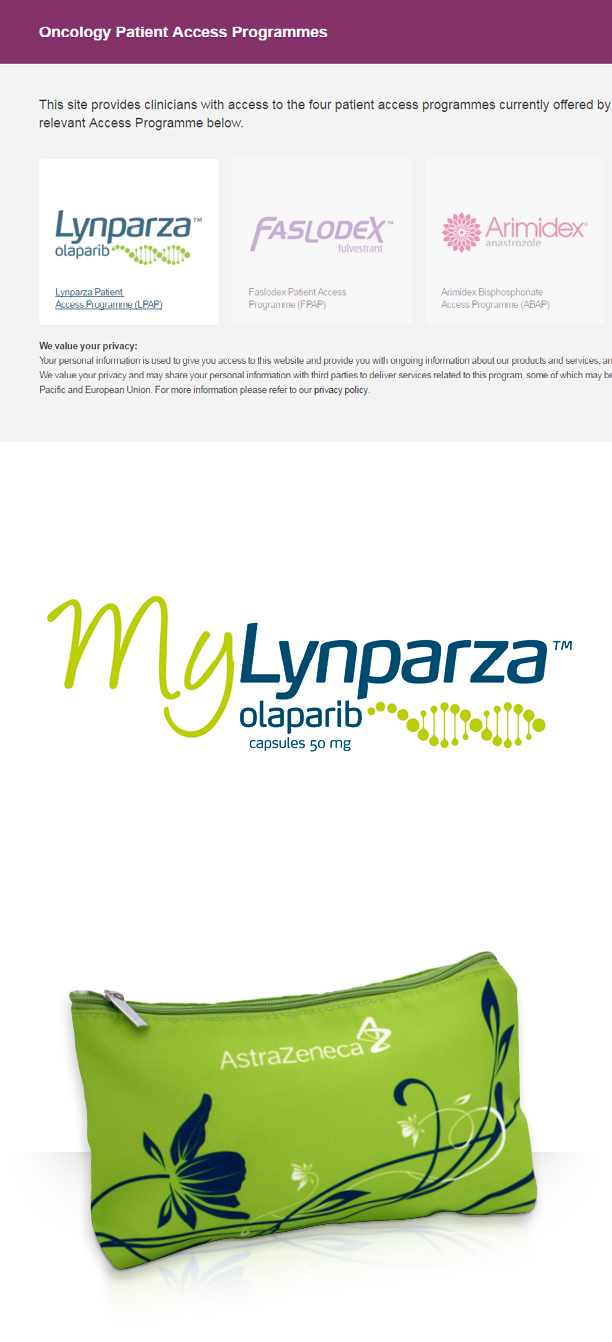 Oncology Patient Access Programmes
This site provides clinicians with access to the four patient access programmes currently offered by
relevant Access Programme below.
Lynparza™
olaparib
FASLODEX™
fulvestrant
Arimidex®
anastrozole
Lynparza Patient
Access Programme (LPAP)
Faslodex Patient Access
Programme (FPAP)
Arimidex Bisphosphonate
Access Programme (ABAP)
We value your privacy:
Your personal information is used to give you access to this website and provide you with ongoing information about our products and services, an
We value your privacy and may share your personal information with third parties to deliver services related to this program, some of which may be
Pacific and European Union. For more information please refer to our privacy policy.
My Lynparza™
olaparib
capsules 50 mg
AstraZeneca